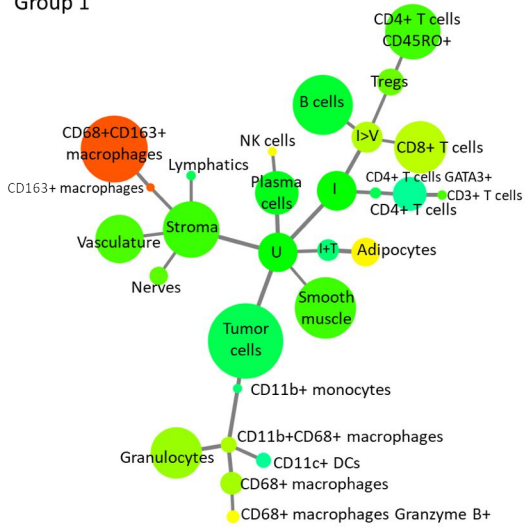 Group 1
CD4+ T cells
CD45RO+
Tregs
B cells
I>V
CD8+ T cells
CD68+CD163+
macrophages
NK cells
Lymphatics
CD4+ T cells GATA3+
CD163+ macrophages
Plasma
cells
I
CD3+ T cells
CD4+ T cells
Stroma
Vasculature
U
I+T
Adipocytes
Nerves
Smooth
muscle
Tumor
cells
CD11b+ monocytes
CD11b+CD68+ macrophages
Granulocytes
CD11c+ DCs
CD68+ macrophages
CD68+ macrophages Granzyme B+